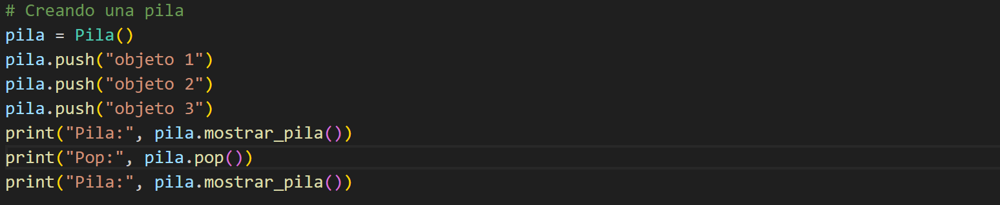 # Creando una pila
pila = Pila()
pila.push("objeto 1")
pila.push("objeto 2")
pila.push("objeto 3")
print("Pila:", pila.mostrar_pila())
print("Pop:", pila.pop())
print("Pila:", pila.mostrar_pila())